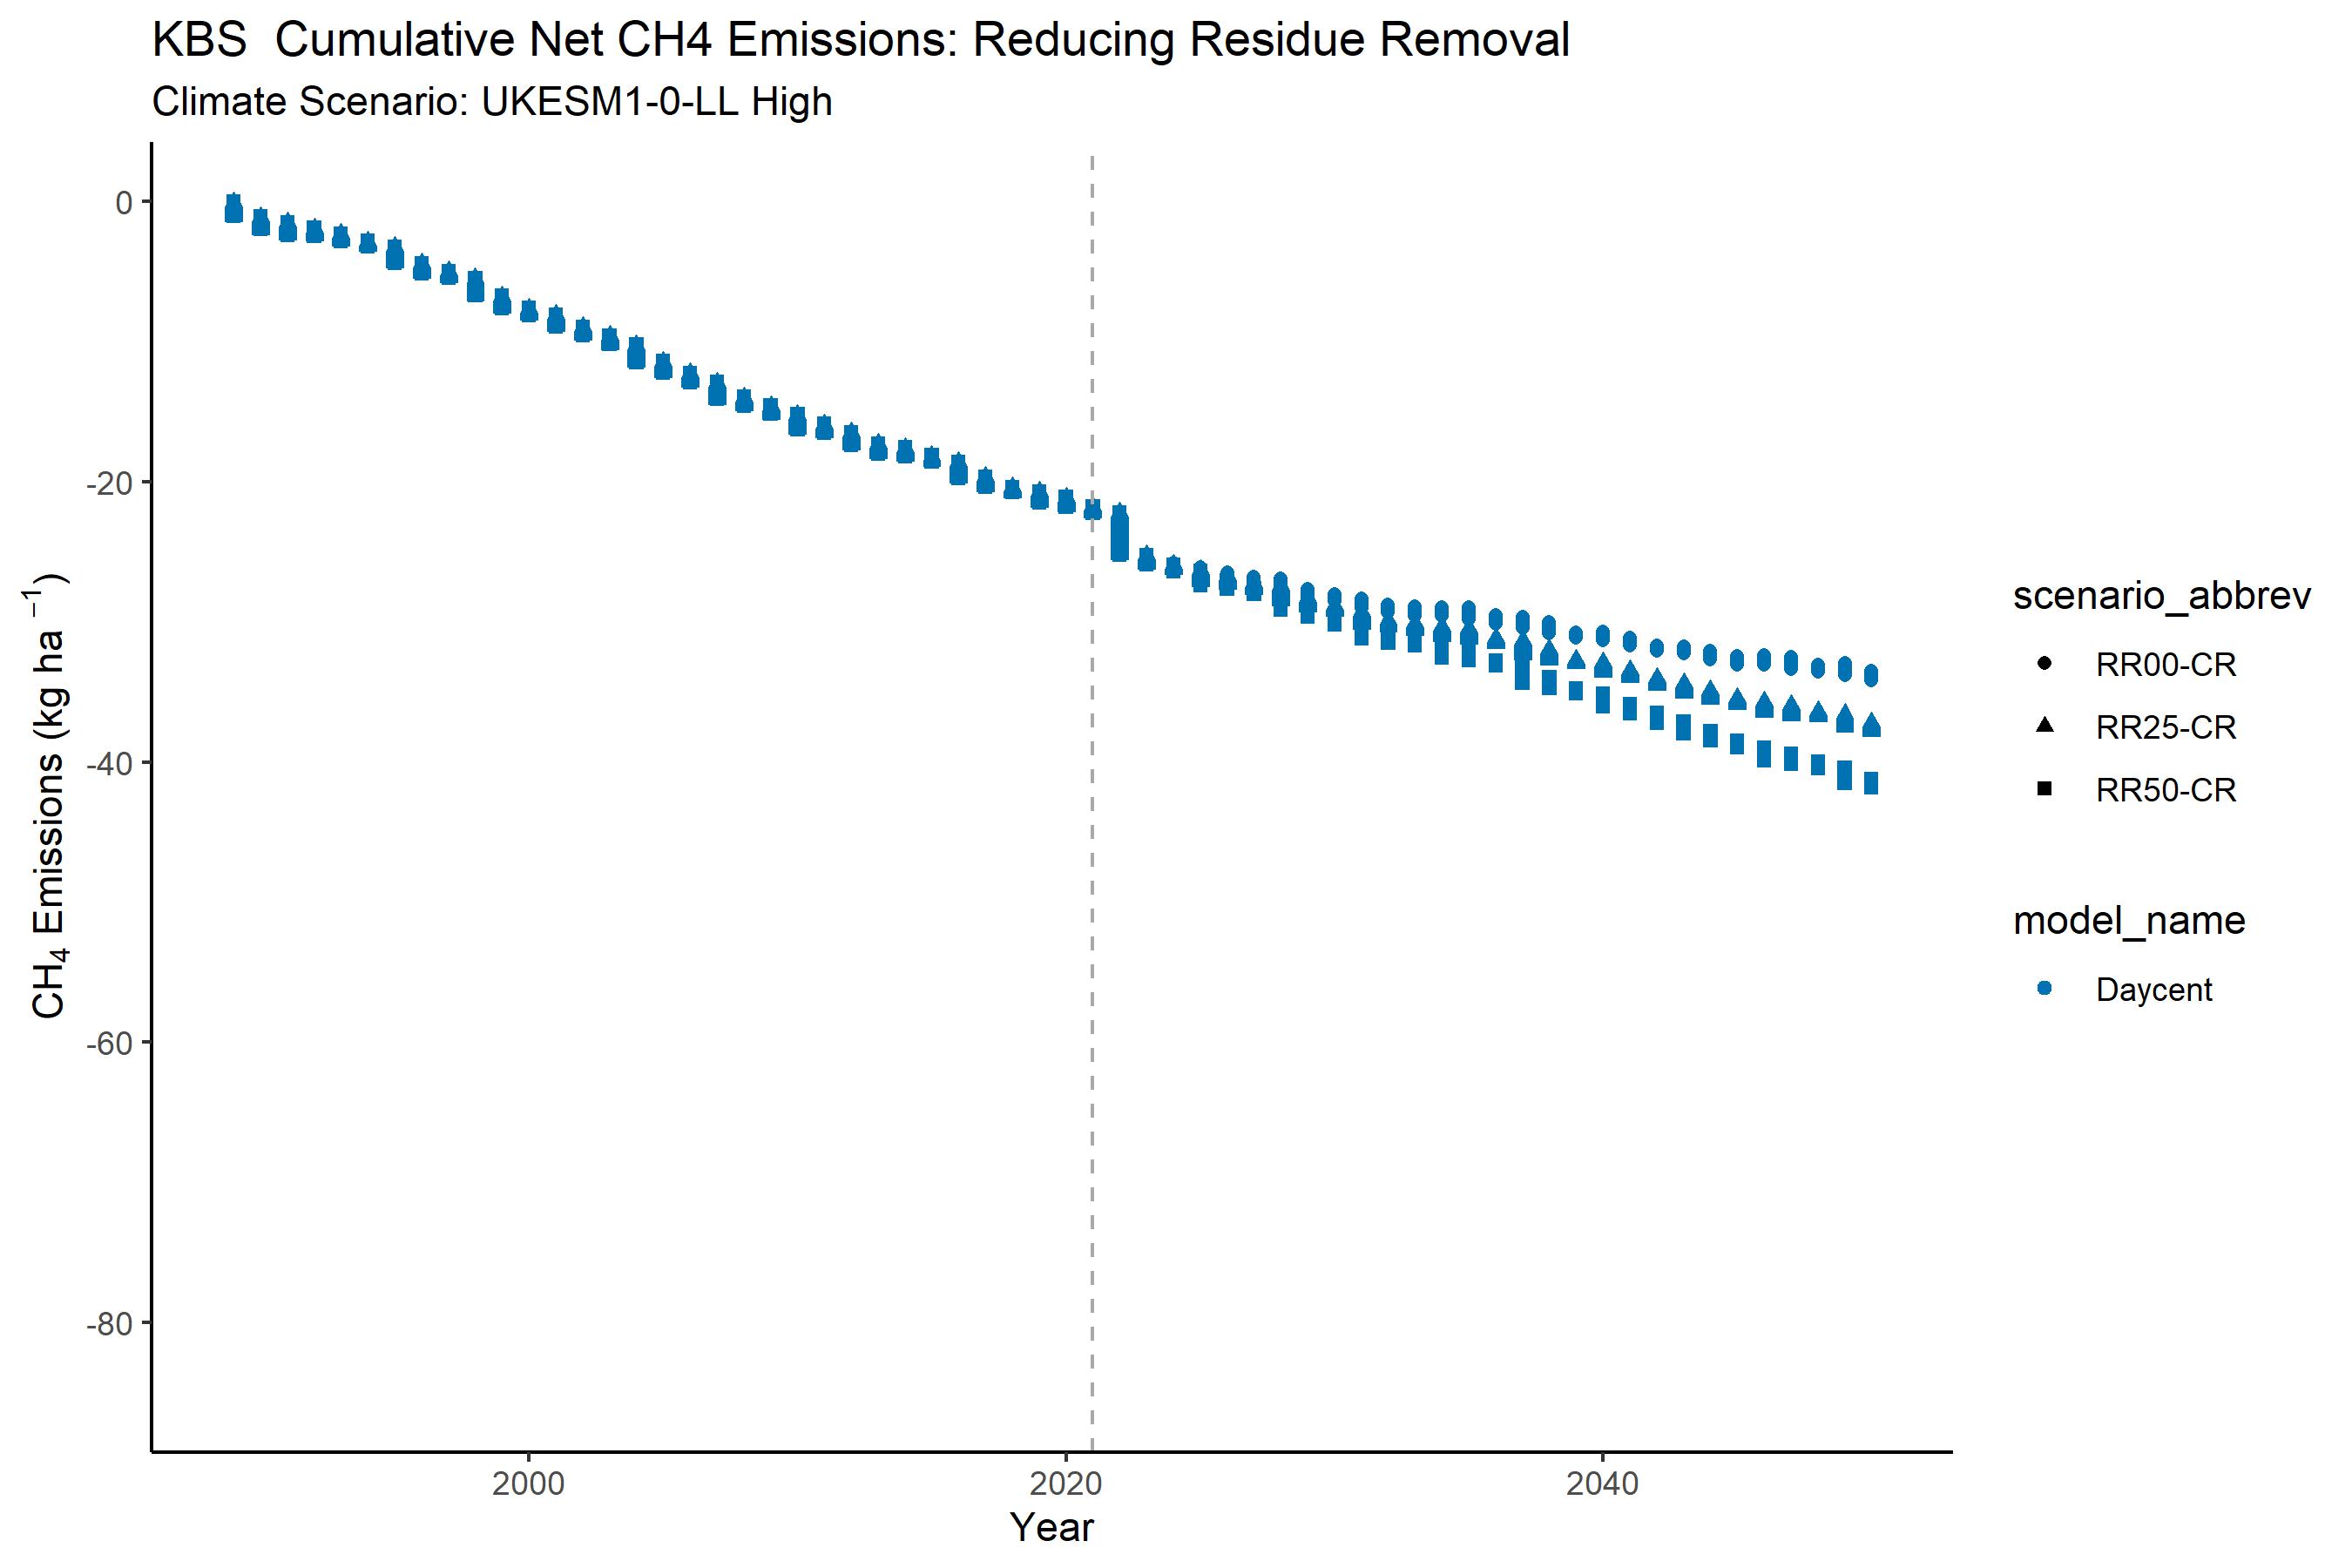 KBS  Cumulative Net CH4 Emissions: Reducing Residue Removal
Climate Scenario: UKESM1-0-LL High
CH₄ Emissions (kg ha ⁻¹)
0
-20
-40
-60
-80
2000
2020
2040
Year
scenario_abbrev
RR00-CR
RR25-CR
RR50-CR
model_name
Daycent